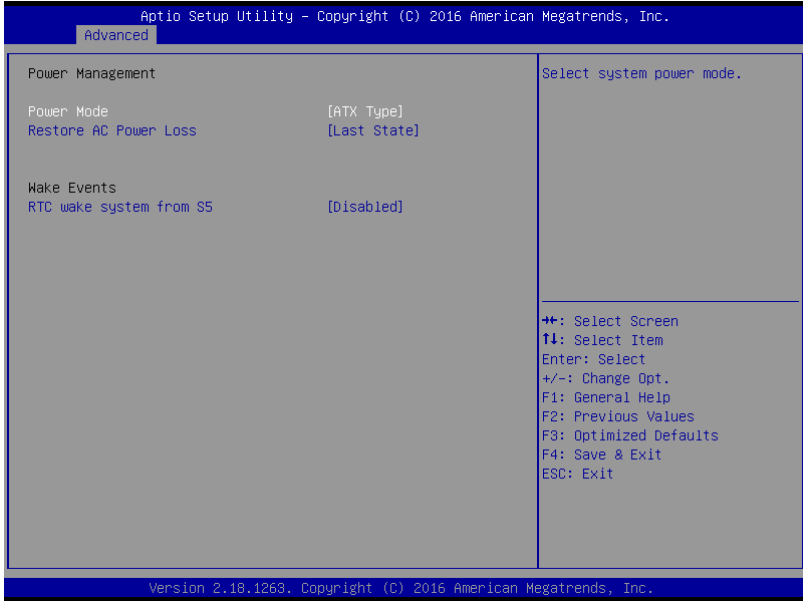 Aptio Setup Utility – Copyright (C) 2016 American Megatrends, Inc.
Advanced
Power Management
Power Mode [ATX Type]
Restore AC Power Loss [Last State]
Wake Events
RTC wake system from S5 [Disabled]
Select system power mode.
→←: Select Screen
↑↓: Select Item
Enter: Select
+/-: Change Opt.
F1: General Help
F2: Previous Values
F3: Optimized Defaults
F4: Save & Exit
ESC: Exit
Version 2.18.1263. Copyright (C) 2016 American Megatrends, Inc.